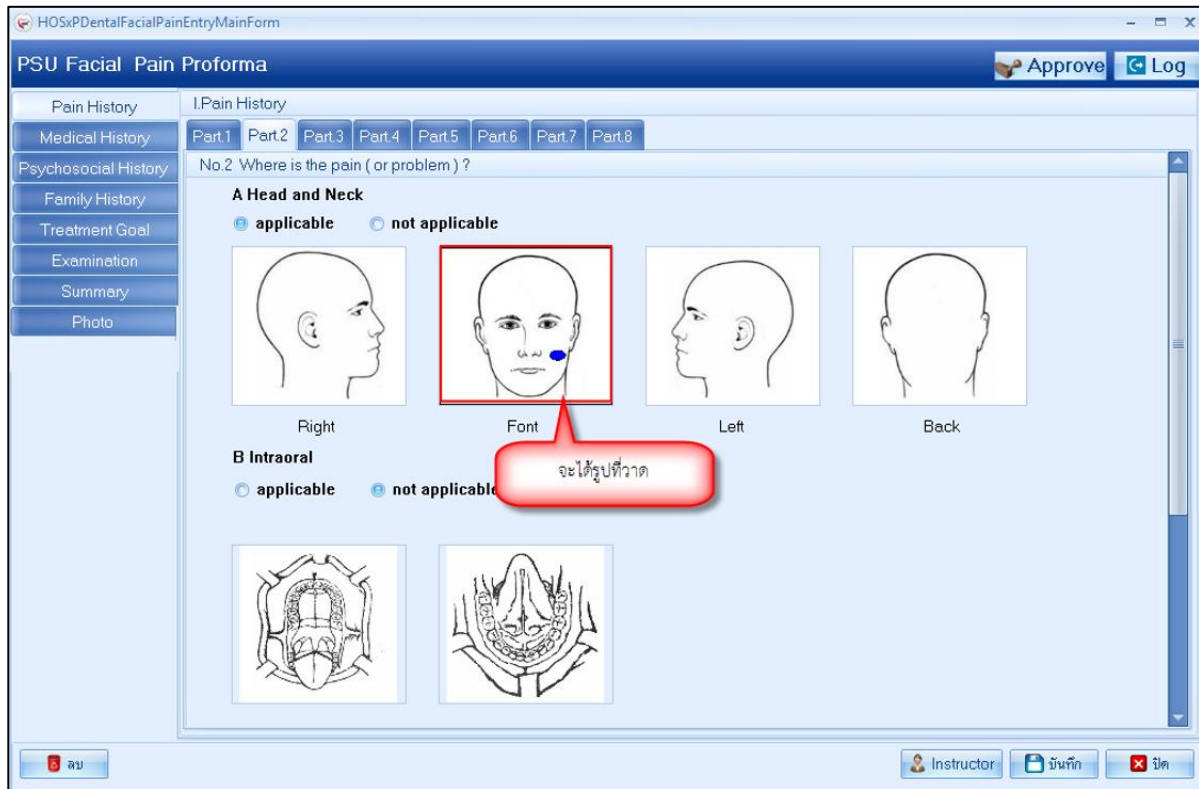 HOSxPDentalFacialPainEntryMainForm
PSU Facial Pain Proforma
Approve
Log
Pain History
Medical History
Psychosocial History
Family History
Treatment Goal
Examination
Summary
Photo
I.Pain History
Part.1 Part.2 Part.3 Part.4 Part.5 Part.6 Part.7 Part.8
No.2 Where is the pain ( or problem ) ?
A Head and Neck
applicable not applicable
Right Font Left Back
จะได้รูปที่วาด
B Intraoral
applicable not applicable
ลบ
Instructor
บันทึก
ปิด